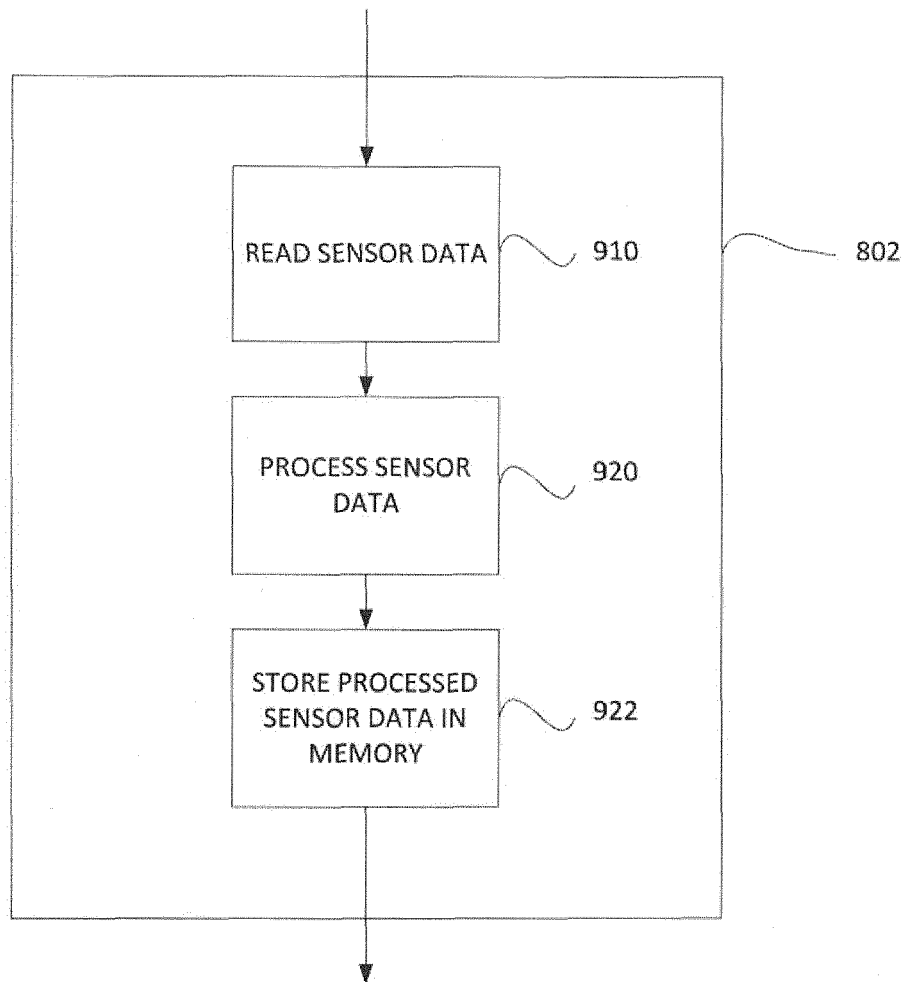 READ SENSOR DATA
910
802
PROCESS SENSOR
DATA
920
STORE PROCESSED
SENSOR DATA IN
MEMORY
922